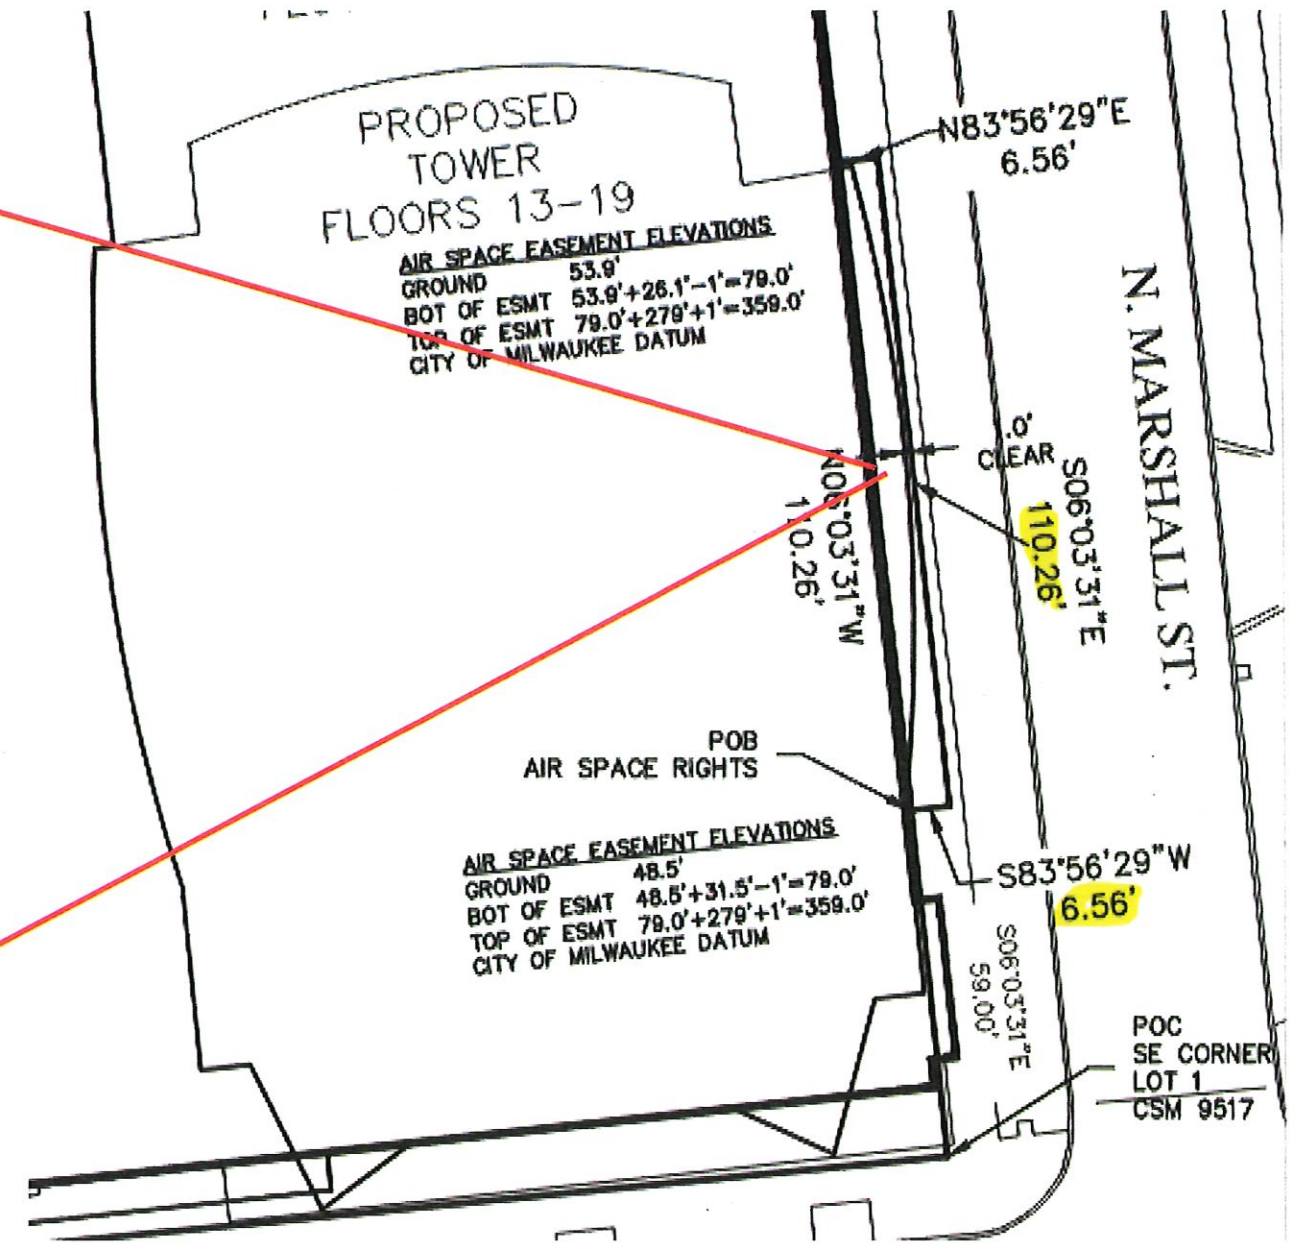 PROPOSED
TOWER
FLOORS 13-19
AIR SPACE EASEMENT ELEVATIONS
GROUND 53.9'
BOT OF ESMT 53.9'+26.1'-1'=79.0'
TOP OF ESMT 79.0'+279'+1'=359.0'
CITY OF MILWAUKEE DATUM
N83°56'29"E
6.56'
N. MARSHALL ST.
.0'
CLEAR
S06°03'31"E
110.26'
N06°03'31"W
110.26'
POB
AIR SPACE RIGHTS
AIR SPACE EASEMENT ELEVATIONS
GROUND 48.5'
BOT OF ESMT 48.5'+31.5'-1'=79.0'
TOP OF ESMT 79.0'+279'+1'=359.0'
CITY OF MILWAUKEE DATUM
S83°56'29"W
6.56'
S06°03'31"E
59.00'
POC
SE CORNER
LOT 1
CSM 9517